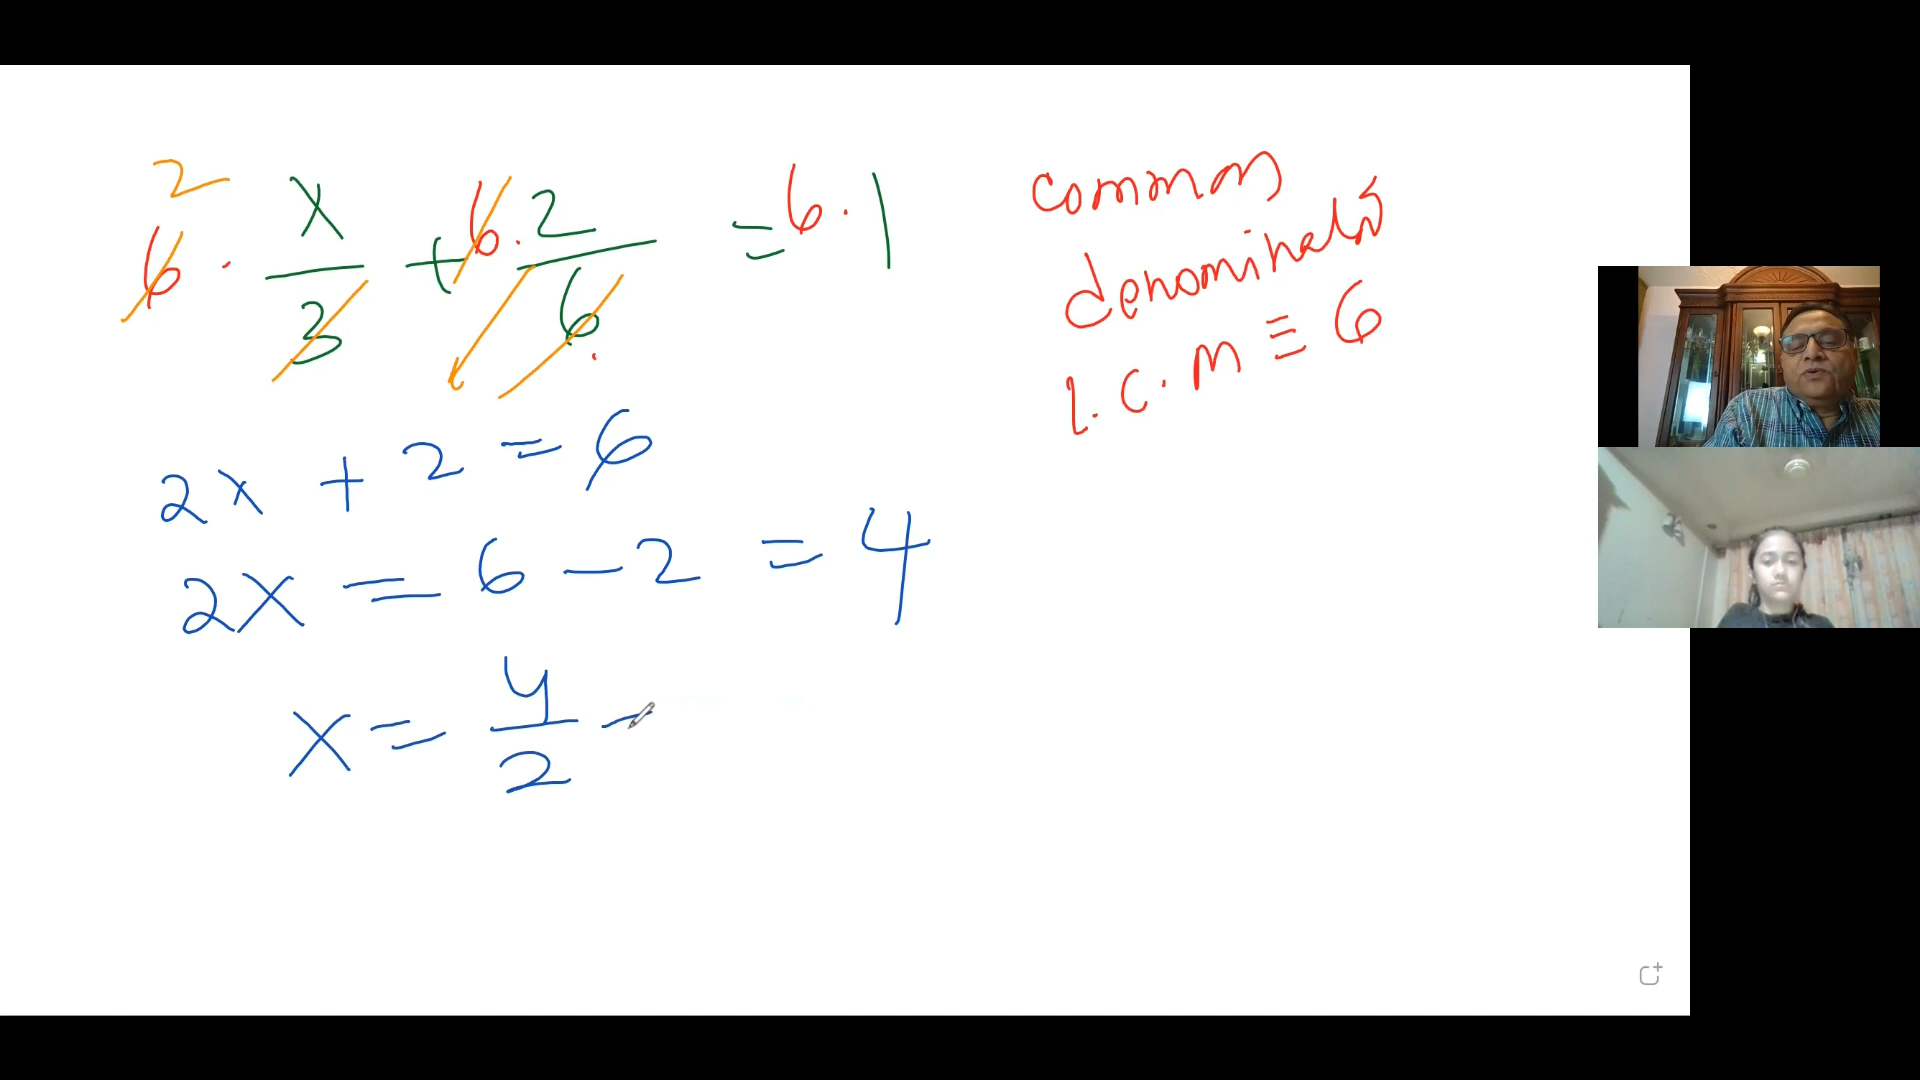 2
6 · x/3 + 6 · 2/6 = 6 · 1
2x + 2 = 6
2x = 6 - 2 = 4
x = 4/2 -
common
denominator
L.C.M ≡ 6